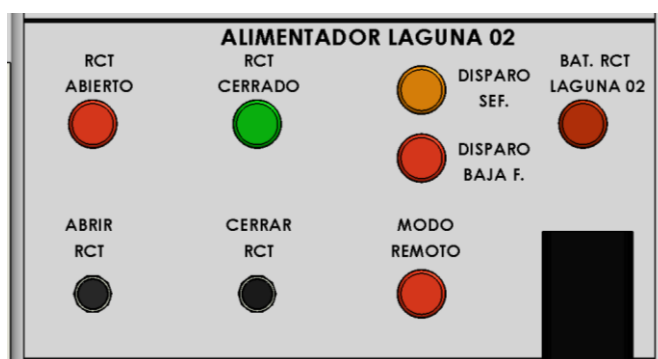 ALIMENTADOR LAGUNA 02
RCT
ABIERTO
RCT
CERRADO
DISPARO
SEF.
BAT. RCT
LAGUNA 02
DISPARO
BAJA F.
ABRIR
RCT
CERRAR
RCT
MODO
REMOTO